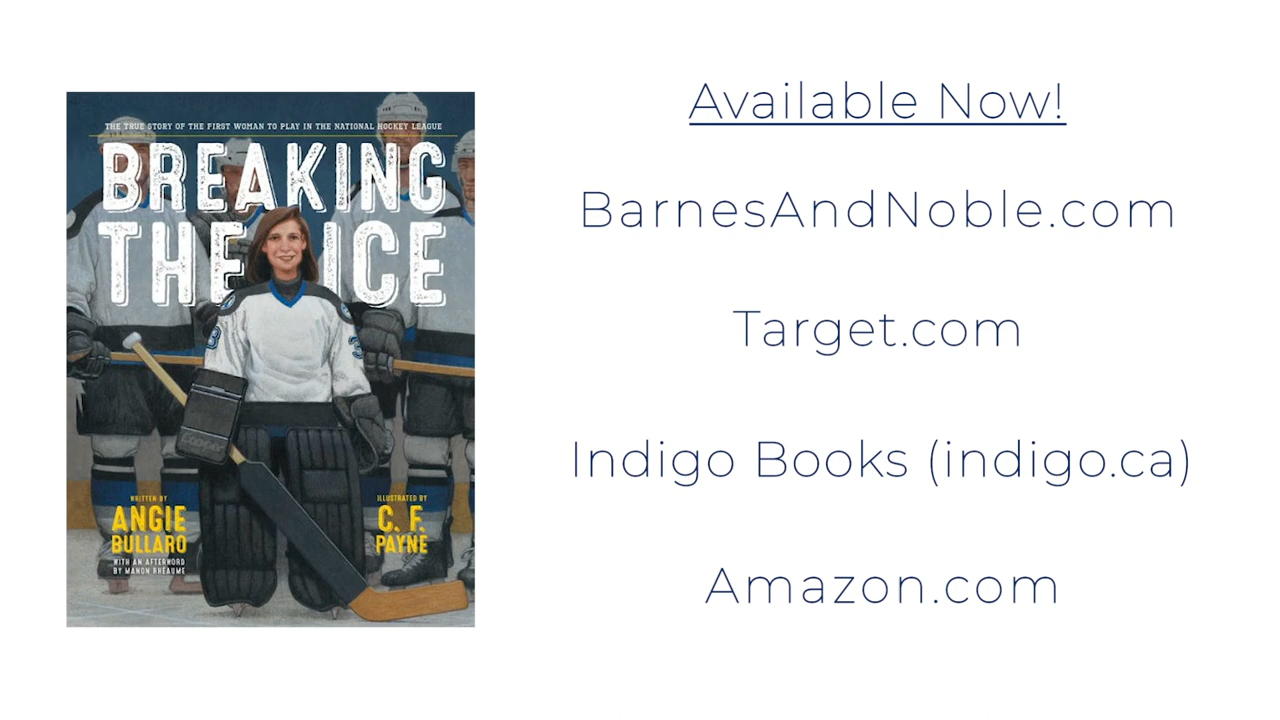 THE TRUE STORY OF THE FIRST WOMAN TO PLAY IN THE NATIONAL HOCKEY LEAGUE
BREAKING
THE ICE
WRITTEN BY
ANGIE
BULLARO
WITH AN AFTERWORD
BY MANON RHÉAUME
ILLUSTRATED BY
C. F.
PAYNE
Cooper
Available Now!
BarnesAndNoble.com
Target.com
Indigo Books (indigo.ca)
Amazon.com